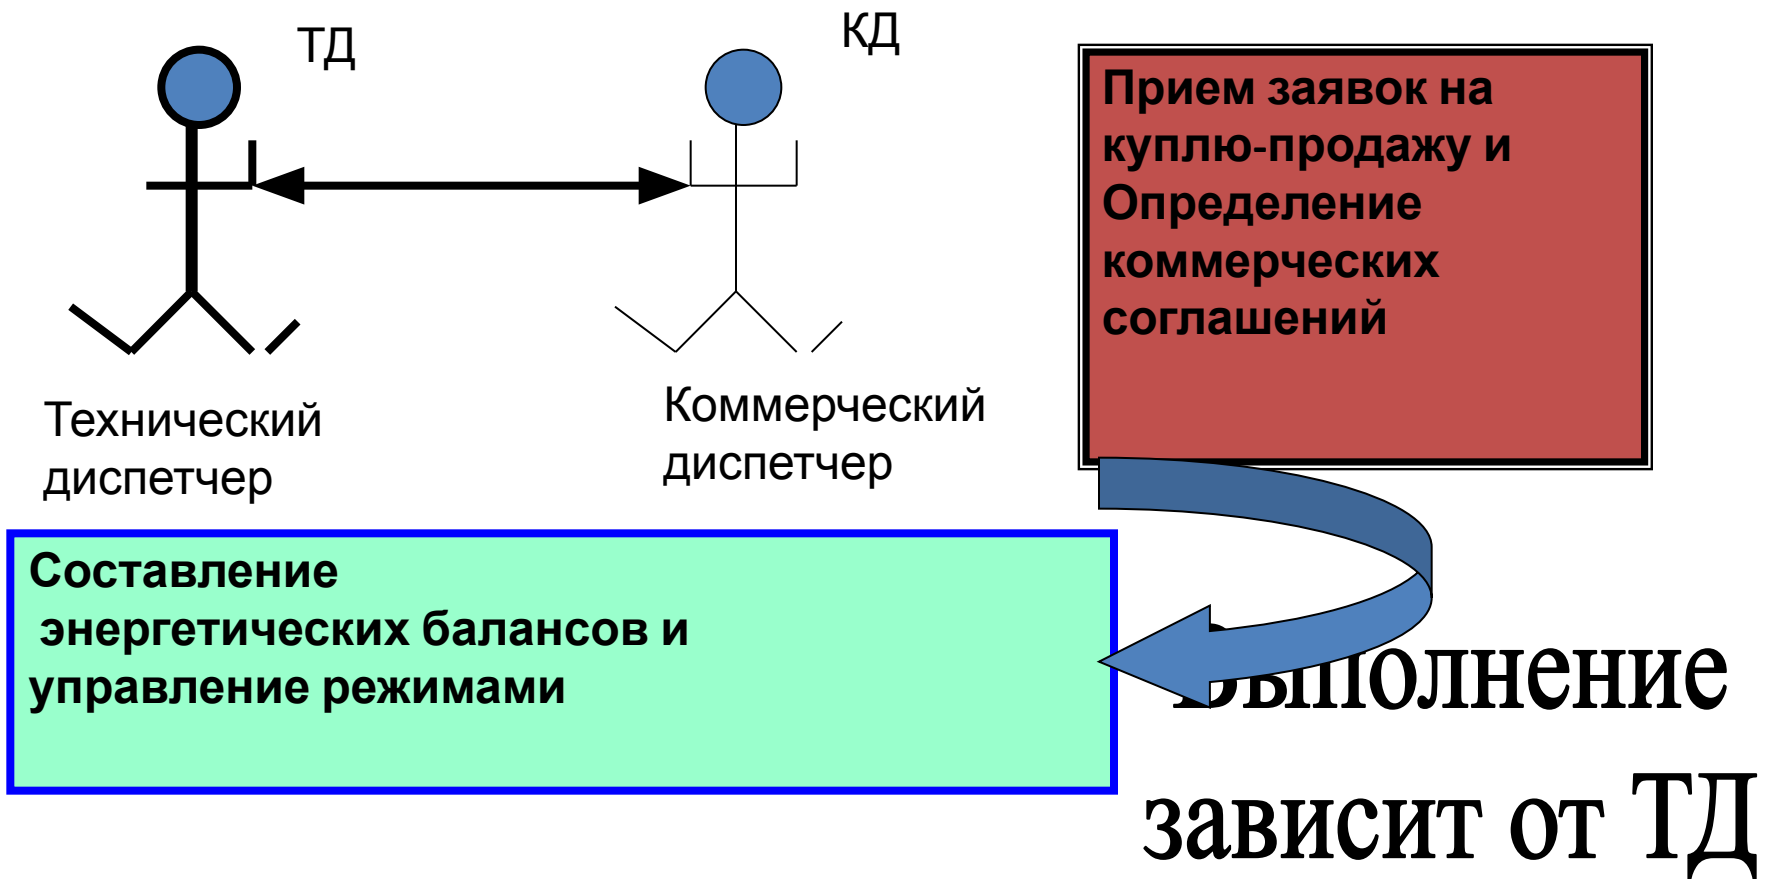 ТД
КД
Технический
диспетчер
Коммерческий
диспетчер
Прием заявок на
куплю-продажу и
Определение
коммерческих
соглашений
Составление
энергетических балансов и
управление режимами
Выполнение
зависит от ТД